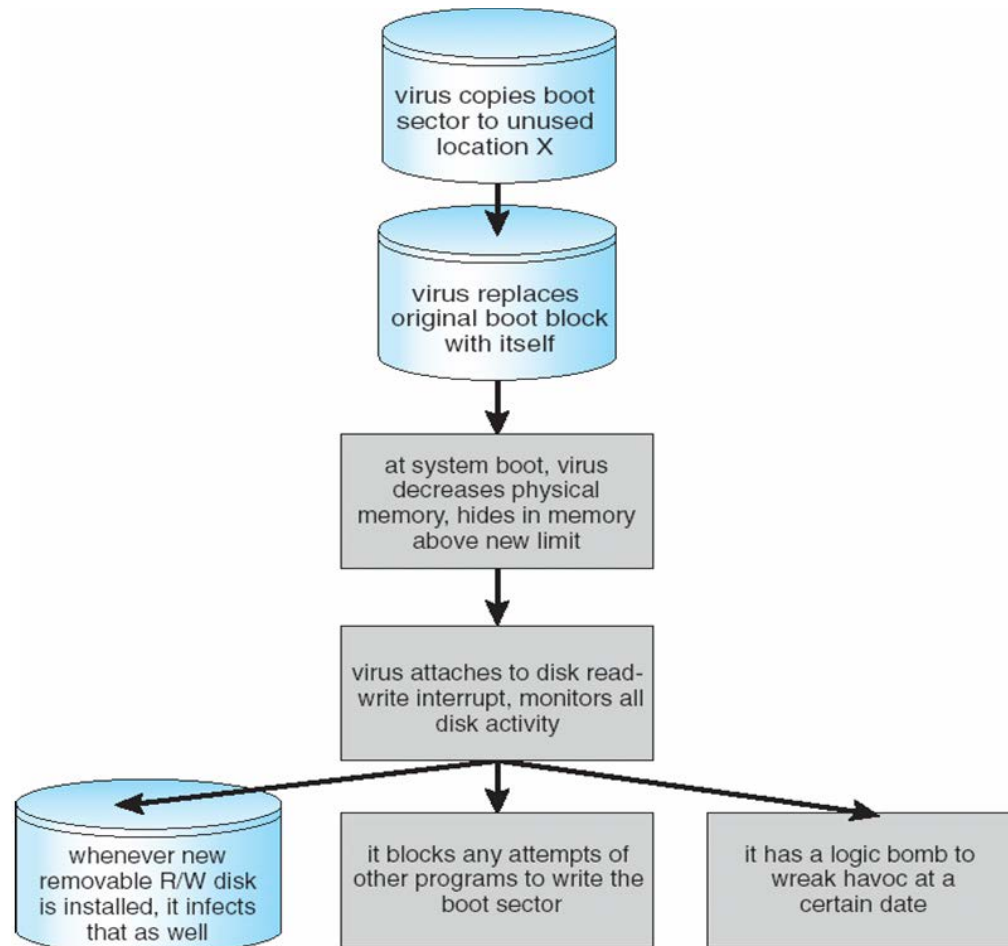 virus copies boot
sector to unused
location X
virus replaces
original boot block
with itself
at system boot, virus
decreases physical
memory, hides in memory
above new limit
virus attaches to disk read-
write interrupt, monitors all
disk activity
whenever new
removable R/W disk
is installed, it infects
that as well
it blocks any attempts of
other programs to write the
boot sector
it has a logic bomb to
wreak havoc at a
certain date